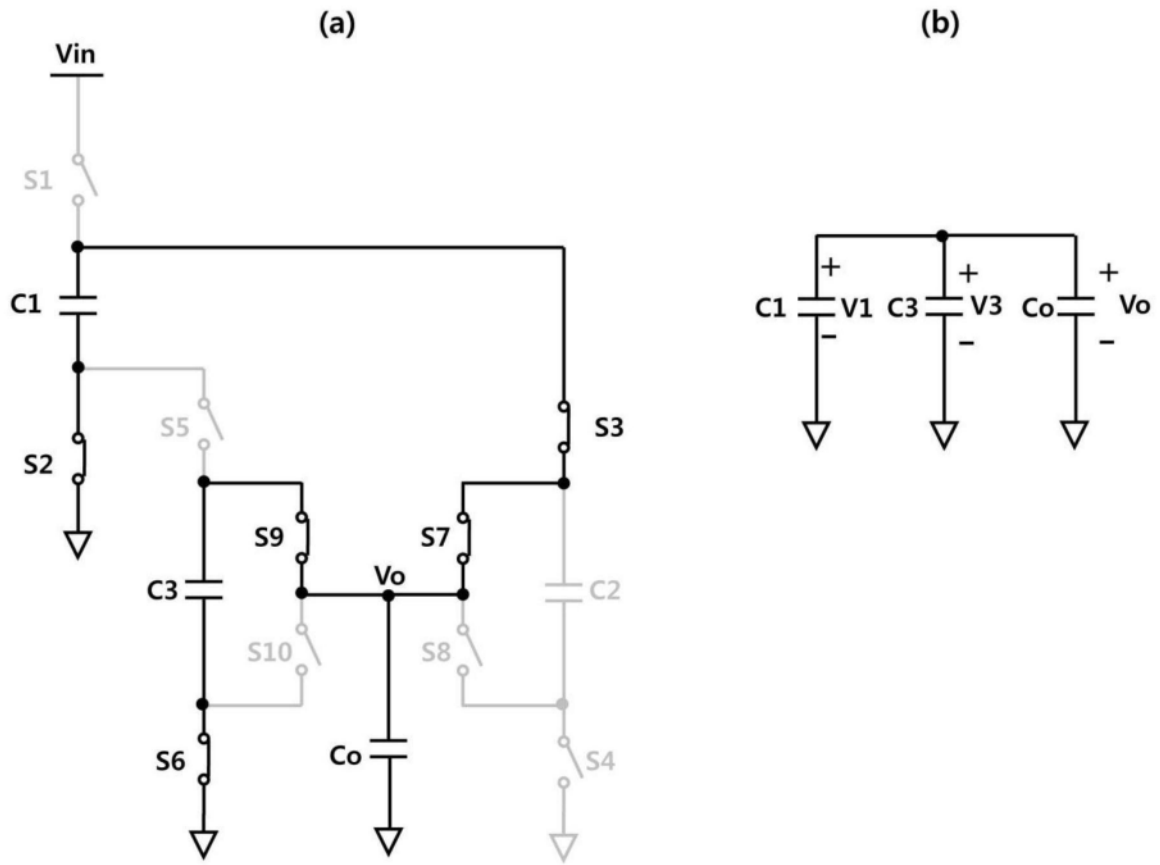 (a)
(b)
Vin
S1
C1
C1 V1 C3 V3 Co Vo
+ + +
− − −
S5
S3
S2
S9
S7
Vo
C3
C2
S10
S8
Co
S6
S4